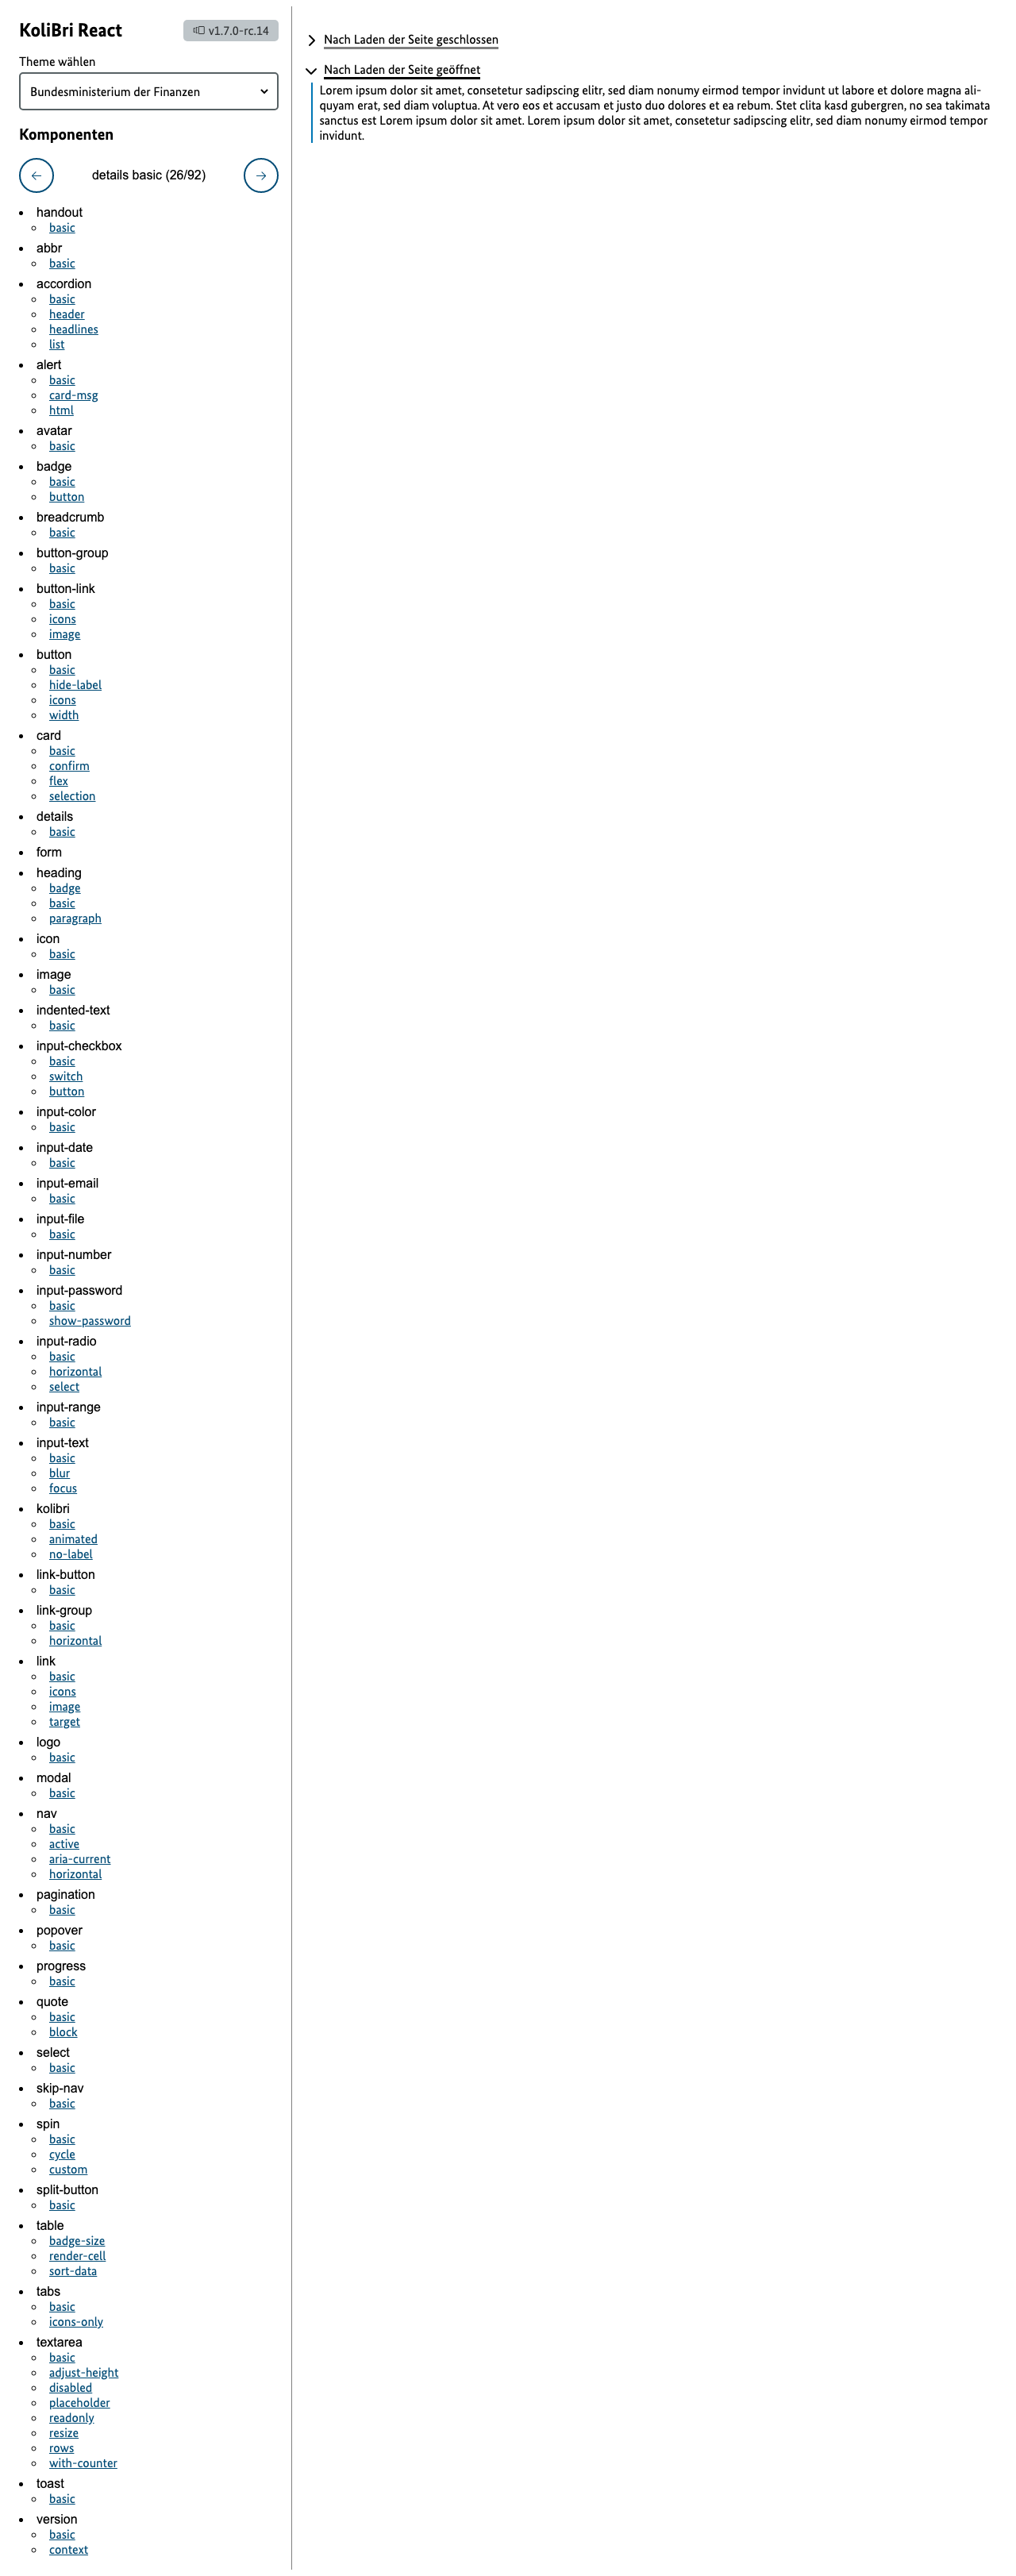 KoliBri React
v1.7.0-rc.14
Theme wählen
Bundesministerium der Finanzen
Komponenten
details basic (26/92)
handout
basic
abbr
basic
accordion
basic
header
headlines
list
alert
basic
card-msg
html
avatar
basic
badge
basic
button
breadcrumb
basic
button-group
basic
button-link
basic
icons
image
button
basic
hide-label
icons
width
card
basic
confirm
flex
selection
details
basic
form
heading
badge
basic
paragraph
icon
basic
image
basic
indented-text
basic
input-checkbox
basic
switch
button
input-color
basic
input-date
basic
input-email
basic
input-file
basic
input-number
basic
input-password
basic
show-password
input-radio
basic
horizontal
select
input-range
basic
input-text
basic
blur
focus
kolibri
basic
animated
no-label
link-button
basic
link-group
basic
horizontal
link
basic
icons
image
target
logo
basic
modal
basic
nav
basic
active
aria-current
horizontal
pagination
basic
popover
basic
progress
basic
quote
basic
block
select
basic
skip-nav
basic
spin
basic
cycle
custom
split-button
basic
table
badge-size
render-cell
sort-data
tabs
basic
icons-only
textarea
basic
adjust-height
disabled
placeholder
readonly
resize
rows
with-counter
toast
basic
version
basic
context
Nach Laden der Seite geschlossen
Nach Laden der Seite geöffnet
Lorem ipsum dolor sit amet, consetetur sadipscing elitr, sed diam nonumy eirmod tempor invidunt ut labore et dolore magna ali-
quyam erat, sed diam voluptua. At vero eos et accusam et justo duo dolores et ea rebum. Stet clita kasd gubergren, no sea takimata
sanctus est Lorem ipsum dolor sit amet. Lorem ipsum dolor sit amet, consetetur sadipscing elitr, sed diam nonumy eirmod tempor
invidunt.